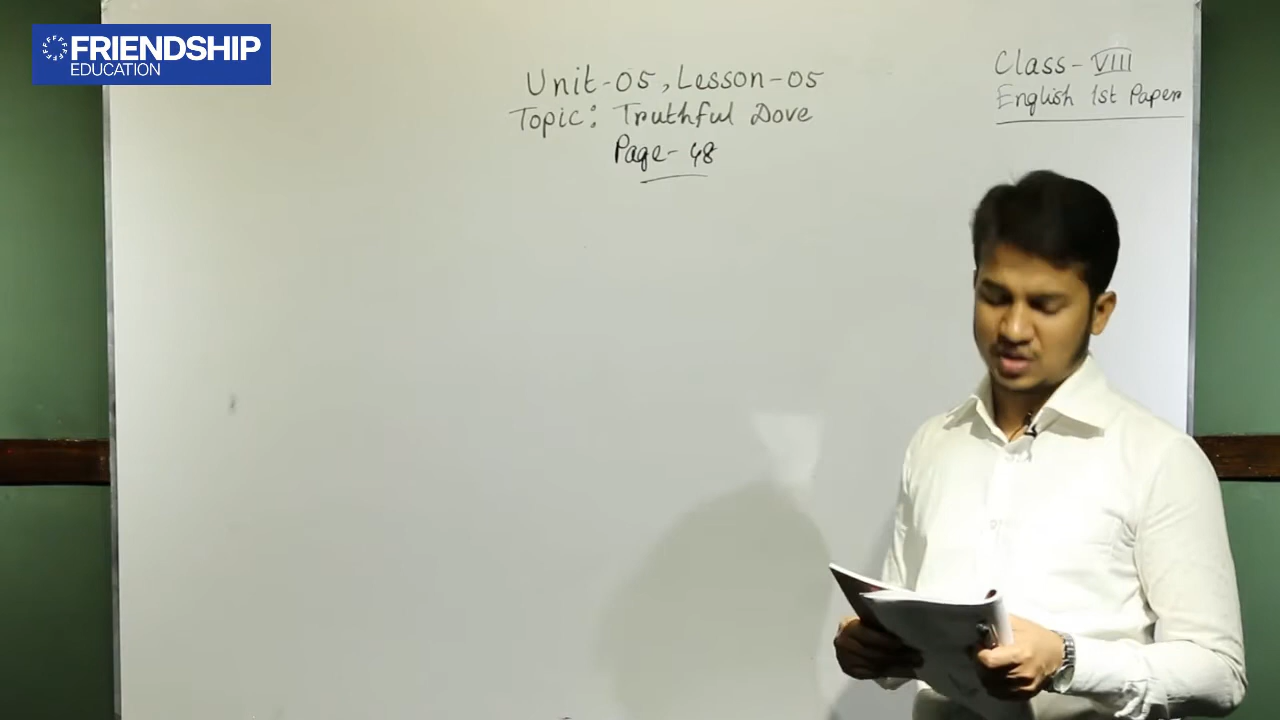 FRIENDSHIP
EDUCATION
Unit-05, Lesson-05
Topic: Truthful Dove
Page- 48
Class- VIII
English 1st Paper